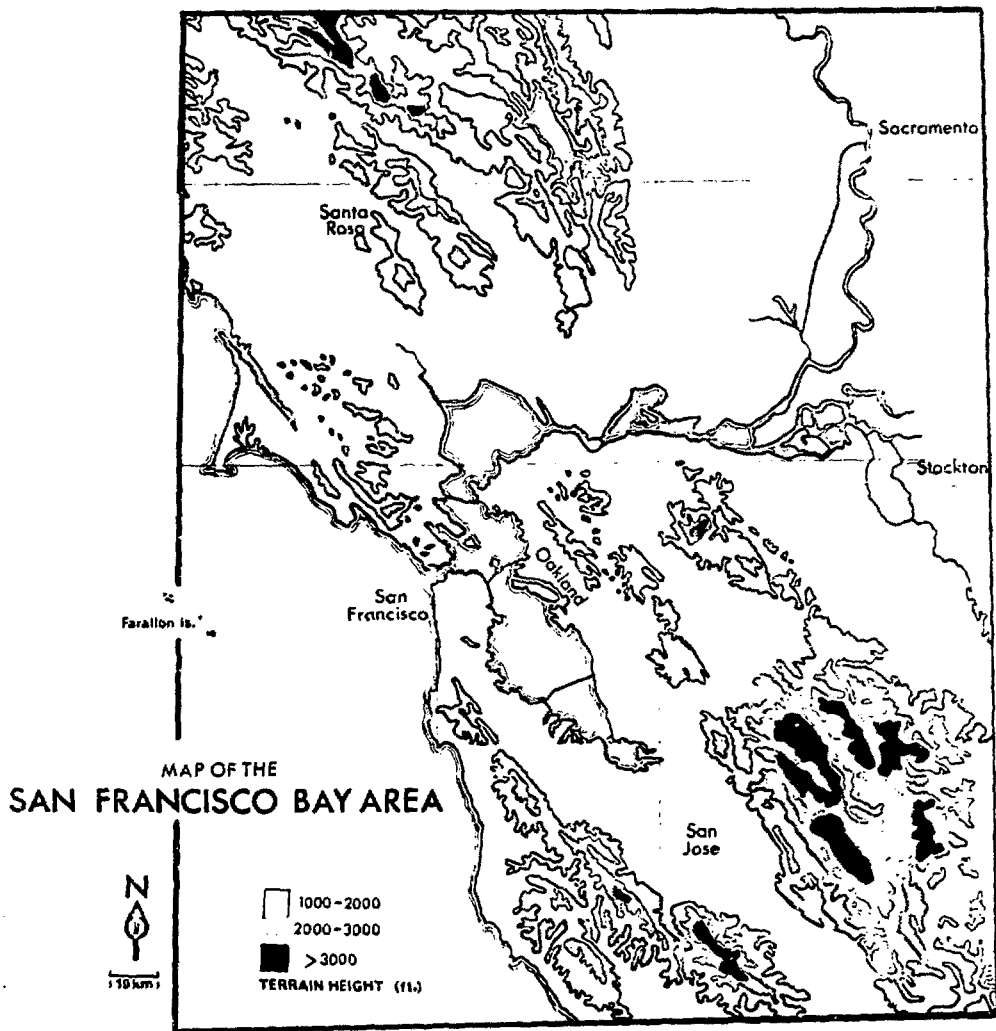 Sacramento
Santa
Rosa
Stockton
Oakland
San
Francisco
Farallon Is.
MAP OF THE
SAN FRANCISCO BAY AREA
San
Jose
N
1000-2000
2000-3000
>3000
10 km
TERRAIN HEIGHT (ft.)